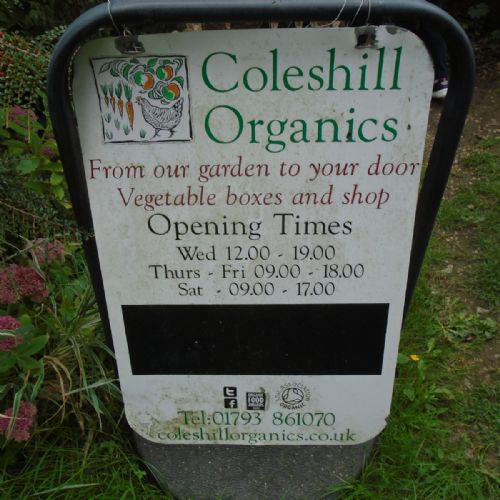 Coleshill
Organics
From our garden to your door
Vegetable boxes and shop
Opening Times
Wed 12.00 - 19.00
Thurs - Fri 09.00 - 18.00
Sat - 09.00 - 17.00
Tel:01793 861070
coleshillorganics.co.uk